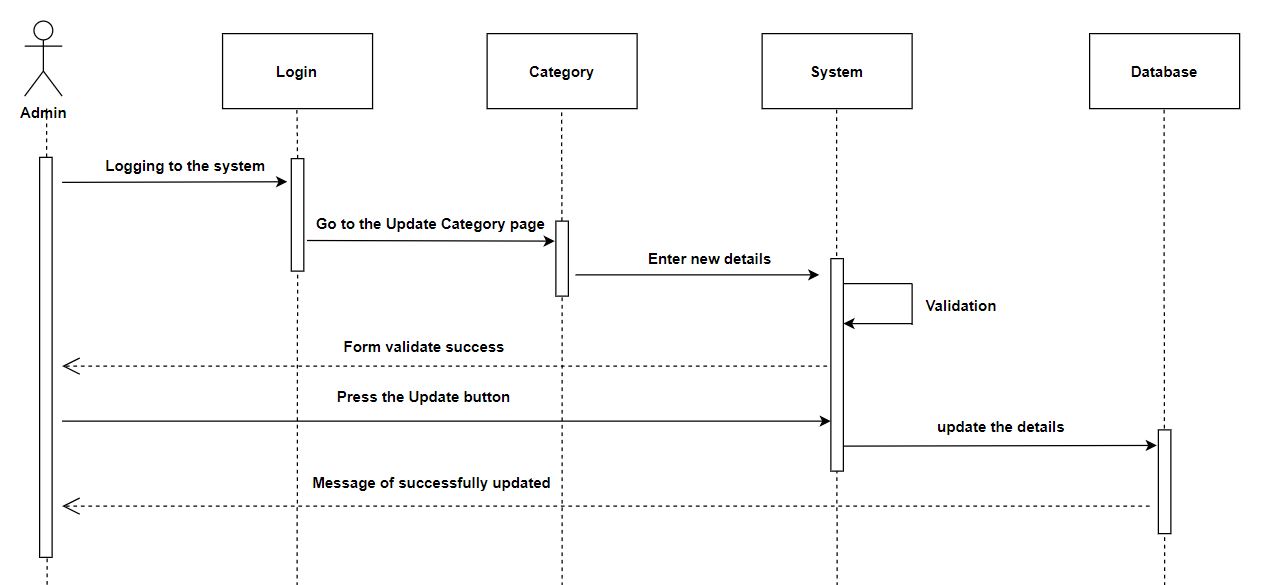 Admin
Login
Category
System
Database
Logging to the system
Go to the Update Category page
Enter new details
Validation
Form validate success
Press the Update button
update the details
Message of successfully updated